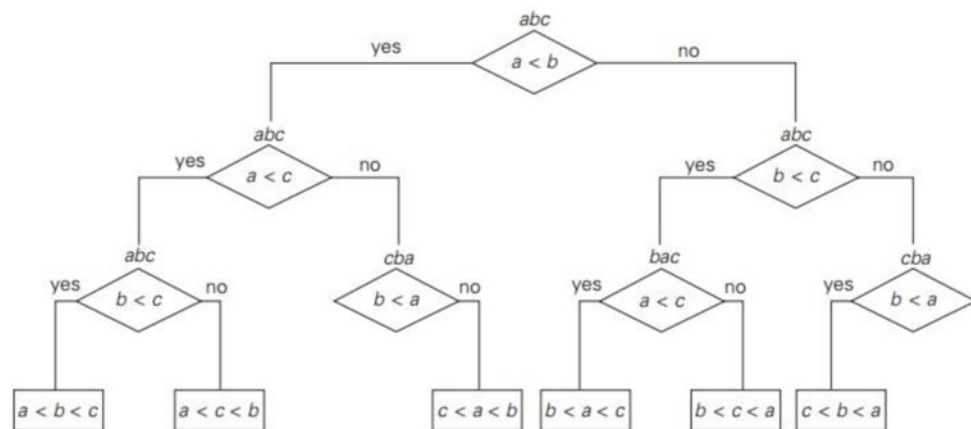 abc
yes
a < b
no
abc
abc
yes
a < c
no
yes
b < c
no
abc
cba
bac
cba
yes
b < c
no
b < a
no
yes
a < c
no
yes
b < a
a < b < c
a < c < b
c < a < b
b < a < c
b < c < a
c < b < a